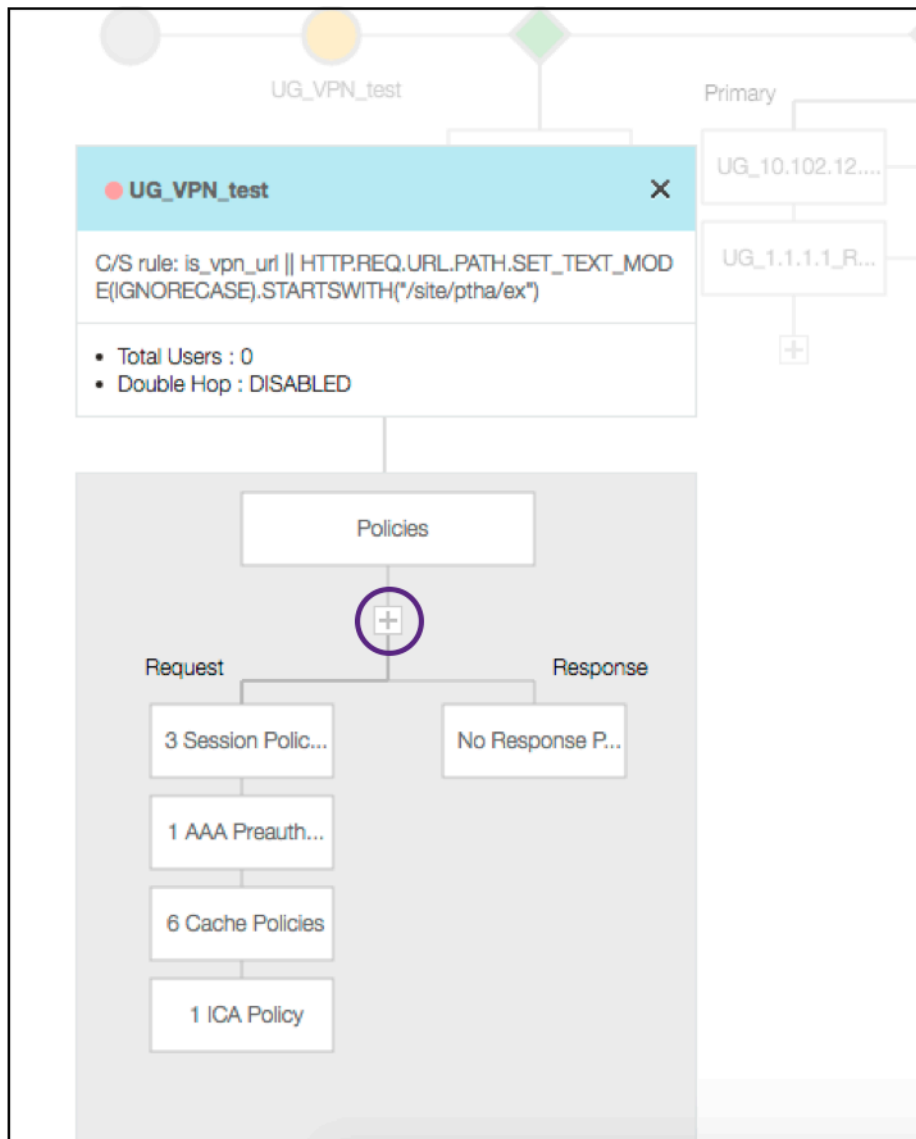 UG_VPN_test
Primary
UG_10.102.12....
UG_VPN_test
C/S rule: is_vpn_url || HTTP.REQ.URL.PATH.SET_TEXT_MOD
E(IGNORECASE).STARTSWITH("/site/ptha/ex")
UG_1.1.1.1_R...
• Total Users : 0
• Double Hop : DISABLED
Policies
Request
Response
3 Session Polic...
No Response P...
1 AAA Preauth...
6 Cache Policies
1 ICA Policy